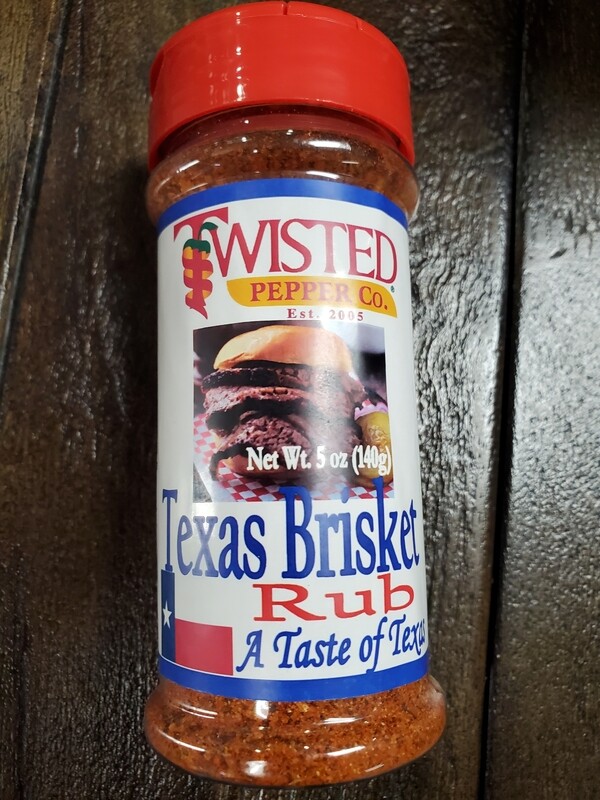 TWISTED
PEPPER CO.
Est. 2005
Net Wt. 5 oz (140g)
Texas Brisket
Rub
A Taste of Texas